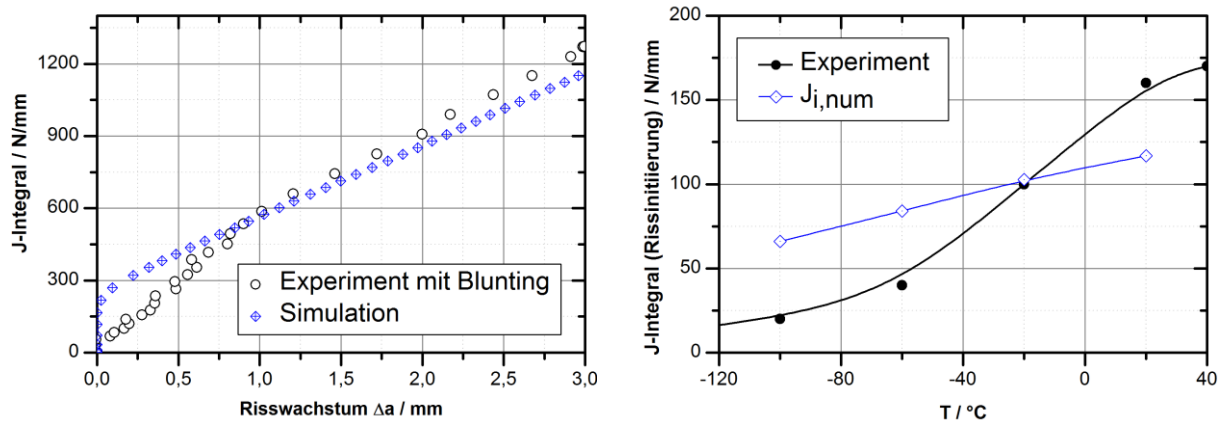 J-Integral / N/mm
1200
900
600
300
0
Experiment mit Blunting
Simulation
0,0 0,5 1,0 1,5 2,0 2,5 3,0
Risswachstum Δa / mm
J-Integral (Rissinitiierung) / N/mm
200
150
100
50
0
Experiment
Ji,num
-120 -80 -40 0 40
T / °C